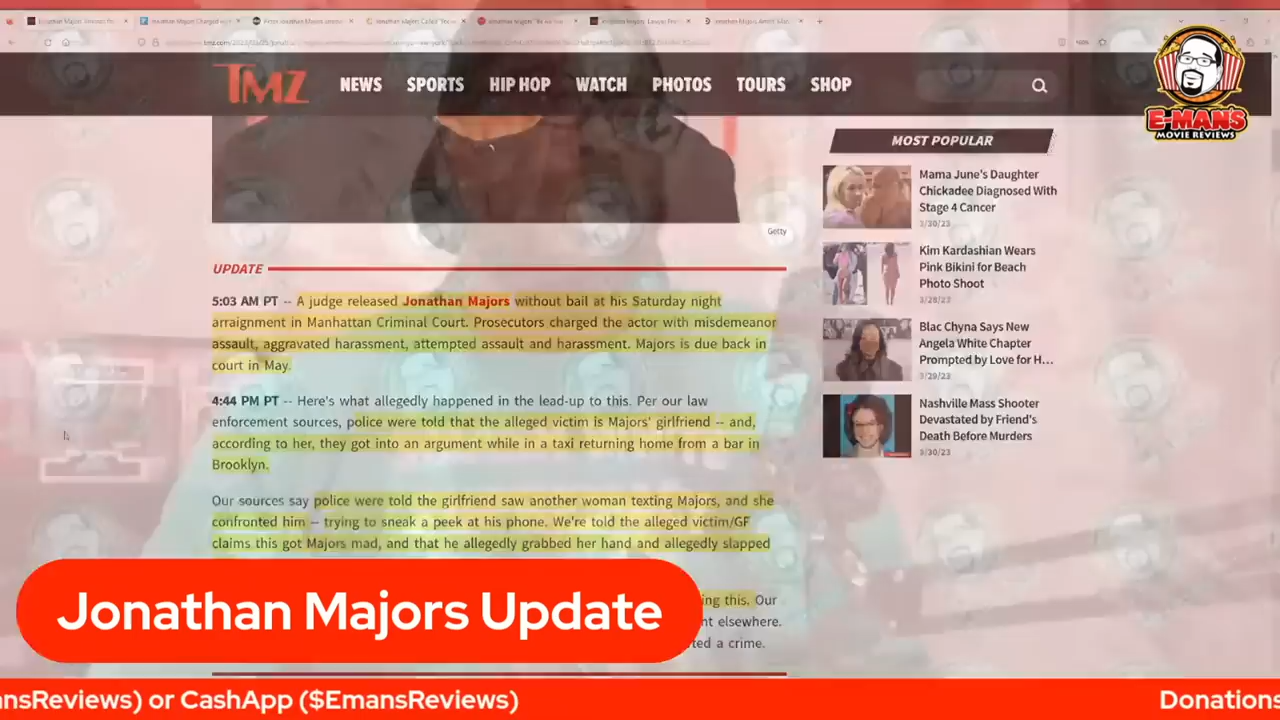 TMZ
NEWS SPORTS HIP HOP WATCH PHOTOS TOURS SHOP
E-MAN'S
MOVIE REVIEWS
Getty
UPDATE
5:03 AM PT -- A judge released Jonathan Majors without bail at his Saturday night
arraignment in Manhattan Criminal Court. Prosecutors charged the actor with misdemeanor
assault, aggravated harassment, attempted assault and harassment. Majors is due back in
court in May.
4:44 PM PT -- Here's what allegedly happened in the lead-up to this. Per our law
enforcement sources, police were told that the alleged victim is Majors' girlfriend -- and,
according to her, they got into an argument while in a taxi returning home from a bar in
Brooklyn.
Our sources say police were told the girlfriend saw another woman texting Majors, and she
confronted him -- trying to sneak a peek at his phone. We're told the alleged victim/GF
claims this got Majors mad, and that he allegedly grabbed her hand and allegedly slapped
ing this. Our
nt elsewhere.
ted a crime.
MOST POPULAR
Mama June's Daughter
Chickadee Diagnosed With
Stage 4 Cancer
3/30/23
Kim Kardashian Wears
Pink Bikini for Beach
Photo Shoot
3/28/23
Blac Chyna Says New
Angela White Chapter
Prompted by Love for H...
3/29/23
Nashville Mass Shooter
Devastated by Friend's
Death Before Murders
3/30/23
Jonathan Majors Update
ansReviews) or CashApp ($EmansReviews)
Donations